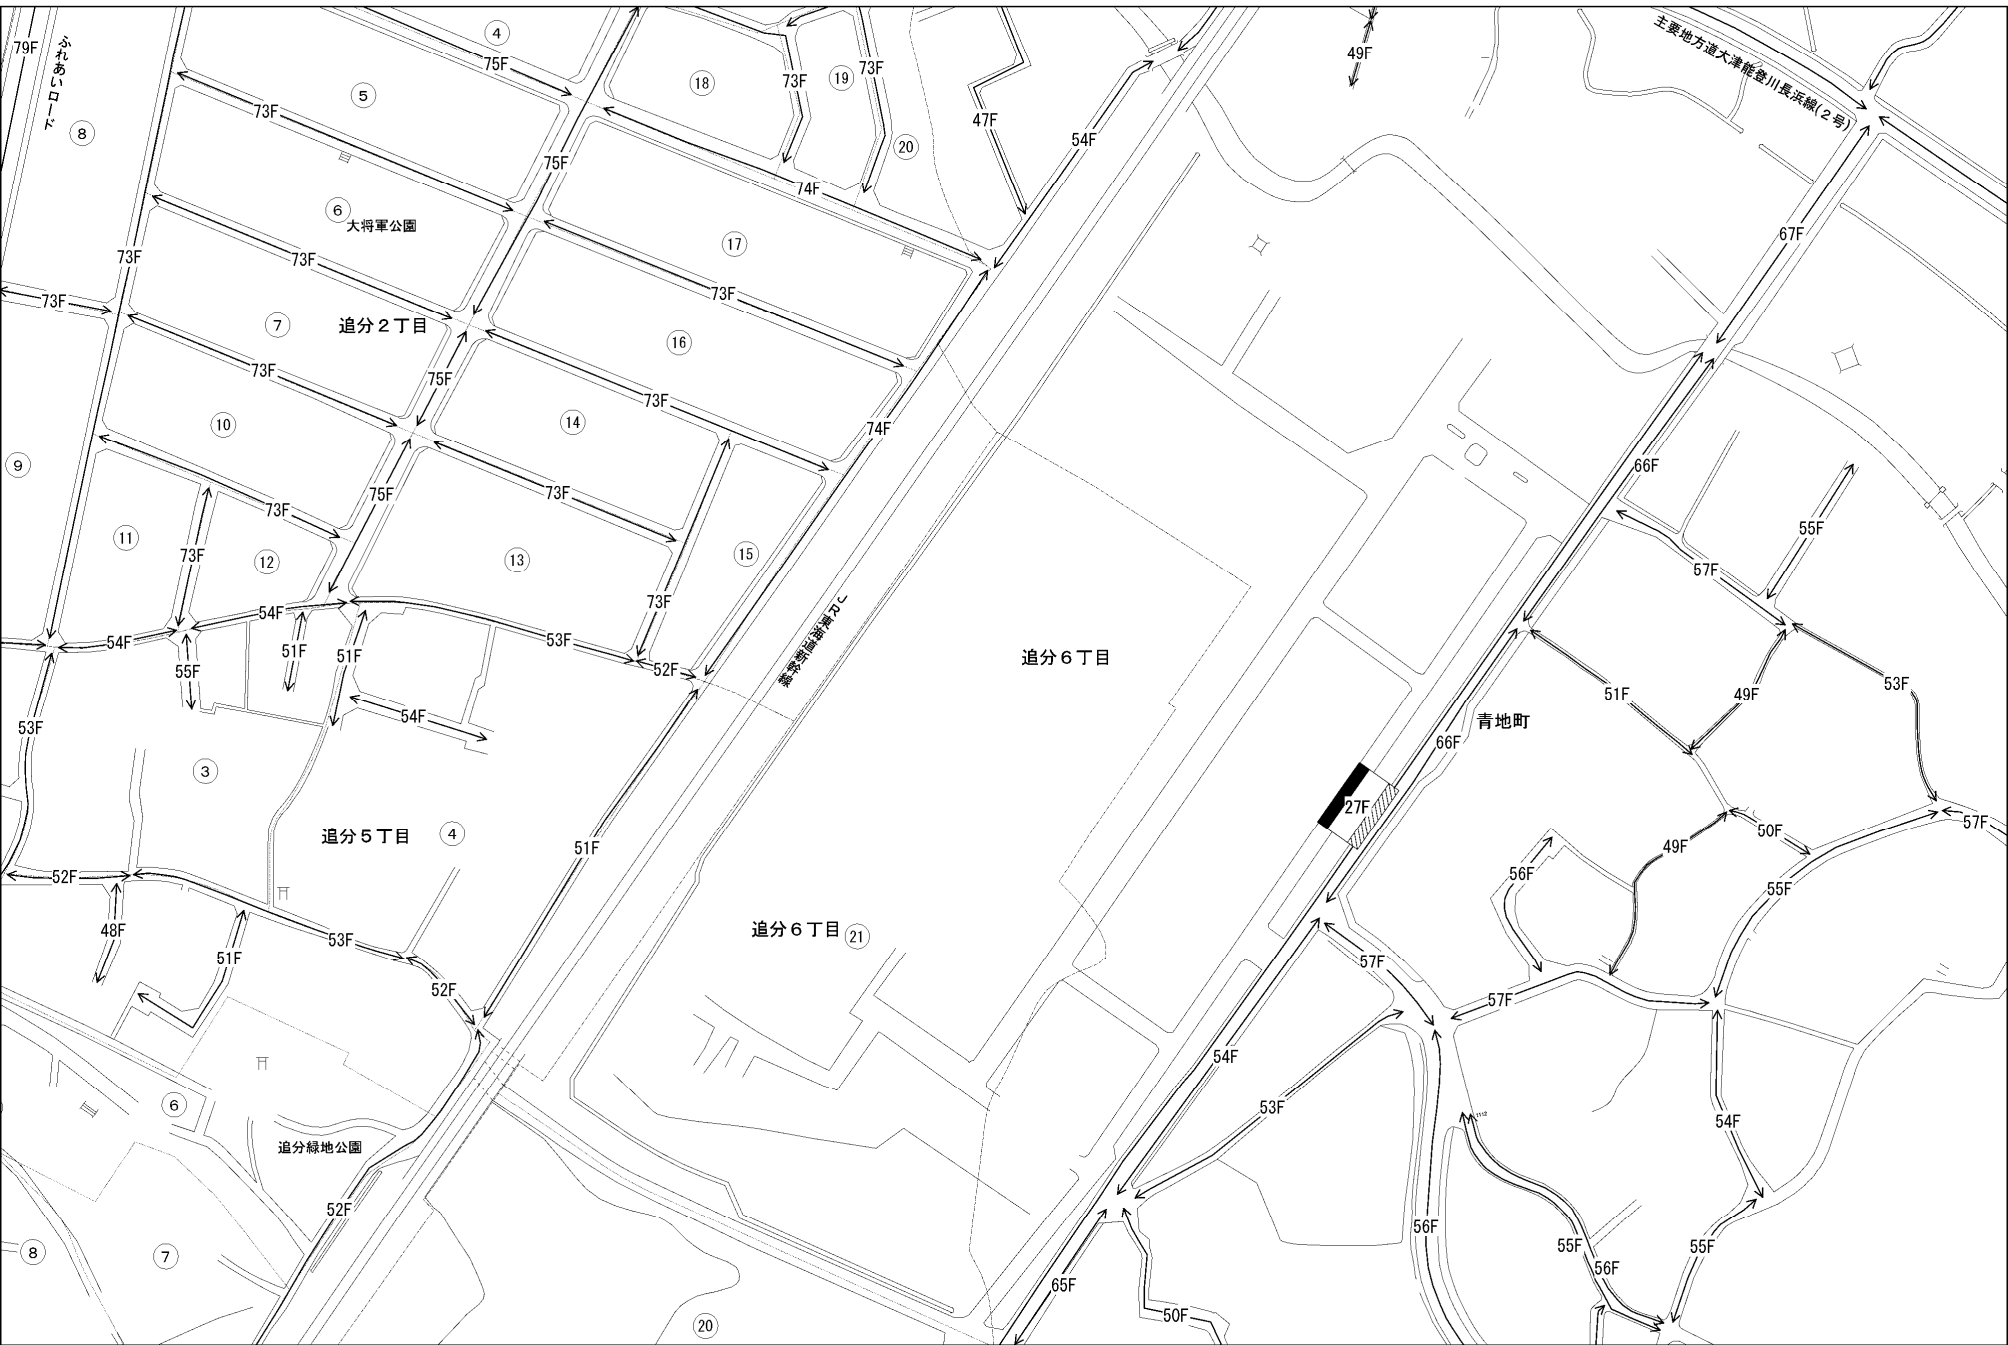 79F
ふれあいロード
④
75F
⑤
73F
⑧
⑱
73F
73F
⑲
⑳
47F
54F
49F
主要地方道大津能登川長浜線(２号)
75F
74F
⑥
大将軍公園
73F
73F
73F
⑰
73F
67F
⑦
追分２丁目
⑯
75F
73F
73F
74F
⑩
⑭
⑨
66F
75F
73F
73F
⑪
73F
⑫
⑬
⑮
55F
57F
54F
73F
53F
54F
55F
51F
51F
52F
ＪＲ東海道新幹線
追分６丁目
53F
51F
49F
53F
54F
66F
青地町
③
追分５丁目
④
51F
27F
50F
57F
49F
52F
56F
55F
48F
53F
51F
52F
追分６丁目
㉑
57F
57F
54F
53F
54F
⑥
追分緑地公園
52F
⑧
⑦
56F
55F
56F
55F
65F
50F
⑳